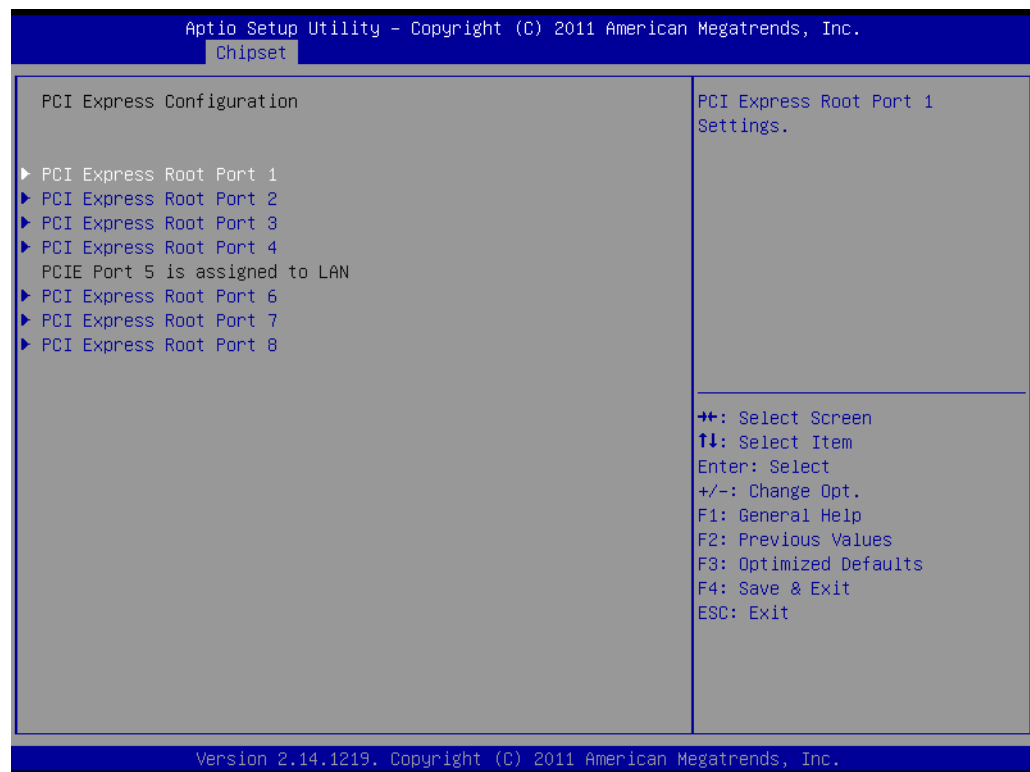 Aptio Setup Utility – Copyright (C) 2011 American Megatrends, Inc.
Chipset
PCI Express Configuration
PCI Express Root Port 1
PCI Express Root Port 2
PCI Express Root Port 3
PCI Express Root Port 4
PCIE Port 5 is assigned to LAN
PCI Express Root Port 6
PCI Express Root Port 7
PCI Express Root Port 8
PCI Express Root Port 1
Settings.
→←: Select Screen
↑↓: Select Item
Enter: Select
+/-: Change Opt.
F1: General Help
F2: Previous Values
F3: Optimized Defaults
F4: Save & Exit
ESC: Exit
Version 2.14.1219. Copyright (C) 2011 American Megatrends, Inc.